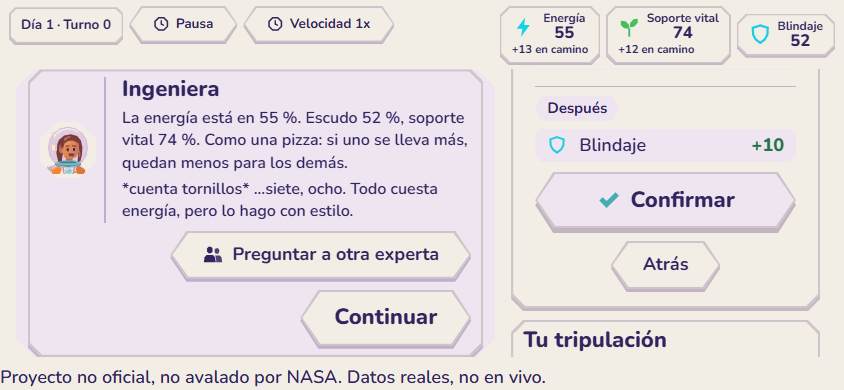 Día 1 · Turno 0
Pausa
Velocidad 1x
Energía
55
+13 en camino
Soporte vital
74
+12 en camino
Blindaje
52
Ingeniera
La energía está en 55 %. Escudo 52 %, soporte
vital 74 %. Como una pizza: si uno se lleva más,
quedan menos para los demás.
*cuenta tornillos* ...siete, ocho. Todo cuesta
energía, pero lo hago con estilo.
Preguntar a otra experta
Continuar
Después
Blindaje +10
Confirmar
Atrás
Tu tripulación
Proyecto no oficial, no avalado por NASA. Datos reales, no en vivo.